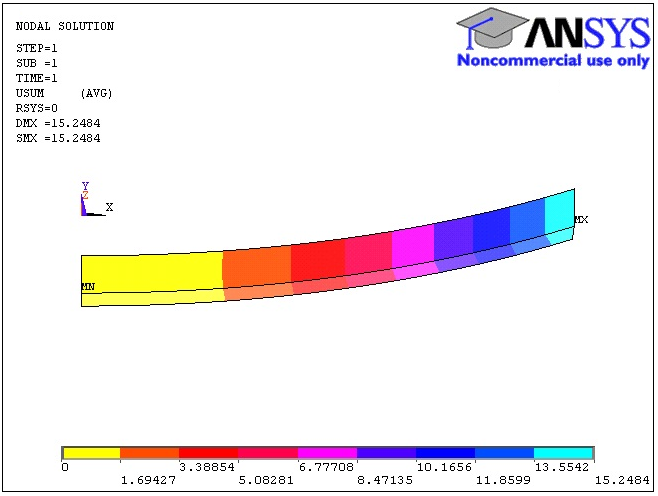 NODAL SOLUTION
ANSYS
Noncommercial use only
STEP=1
SUB =1
TIME=1
USUM (AVG)
RSYS=0
DMX =15.2484
SMX =15.2484
Y
Z
X
MX
MN
0 3.38854 6.77708 10.1656 13.5542
1.69427 5.08281 8.47135 11.8599 15.2484